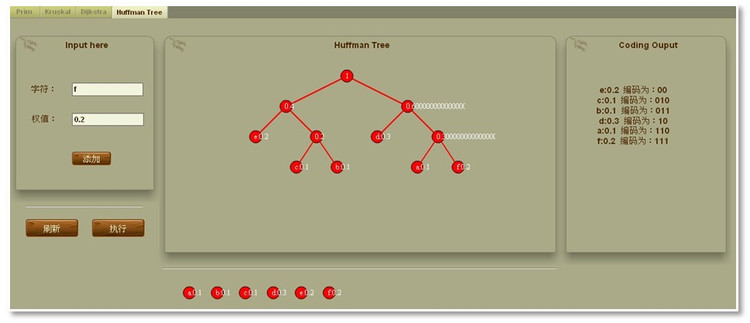 Prim Kruskal Dijkstra Huffman Tree
Input here
字符： f
权值： 0.2
添加
刷新 执行
Huffman Tree
1
0.4
e:0.2 0.2 d:0.3
c:0.1 b:0.1 a:0.1 f:0.2
a:0.1 b:0.1 c:0.1 d:0.3 e:0.2 f:0.2
Coding Ouput
e:0.2 编码为：00
c:0.1 编码为：010
b:0.1 编码为：011
d:0.3 编码为：10
a:0.1 编码为：110
f:0.2 编码为：111